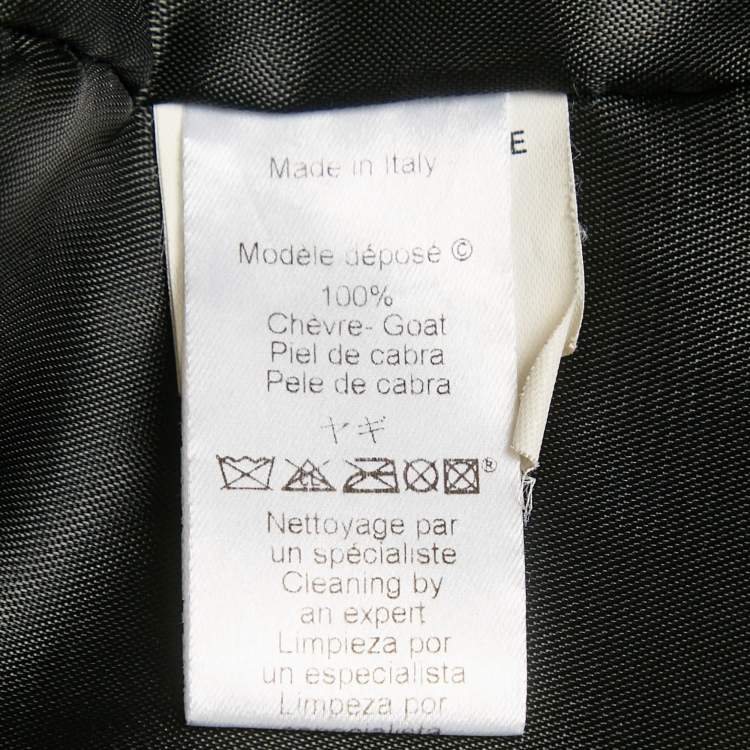 E
Made in Italy
Modèle déposé ©
100%
Chèvre- Goat
Piel de cabra
Pele de cabra
ヤギ
®
Nettoyage par
un spécialiste
Cleaning by
an expert
Limpieza por
un especialista
Limpeza por
especialista